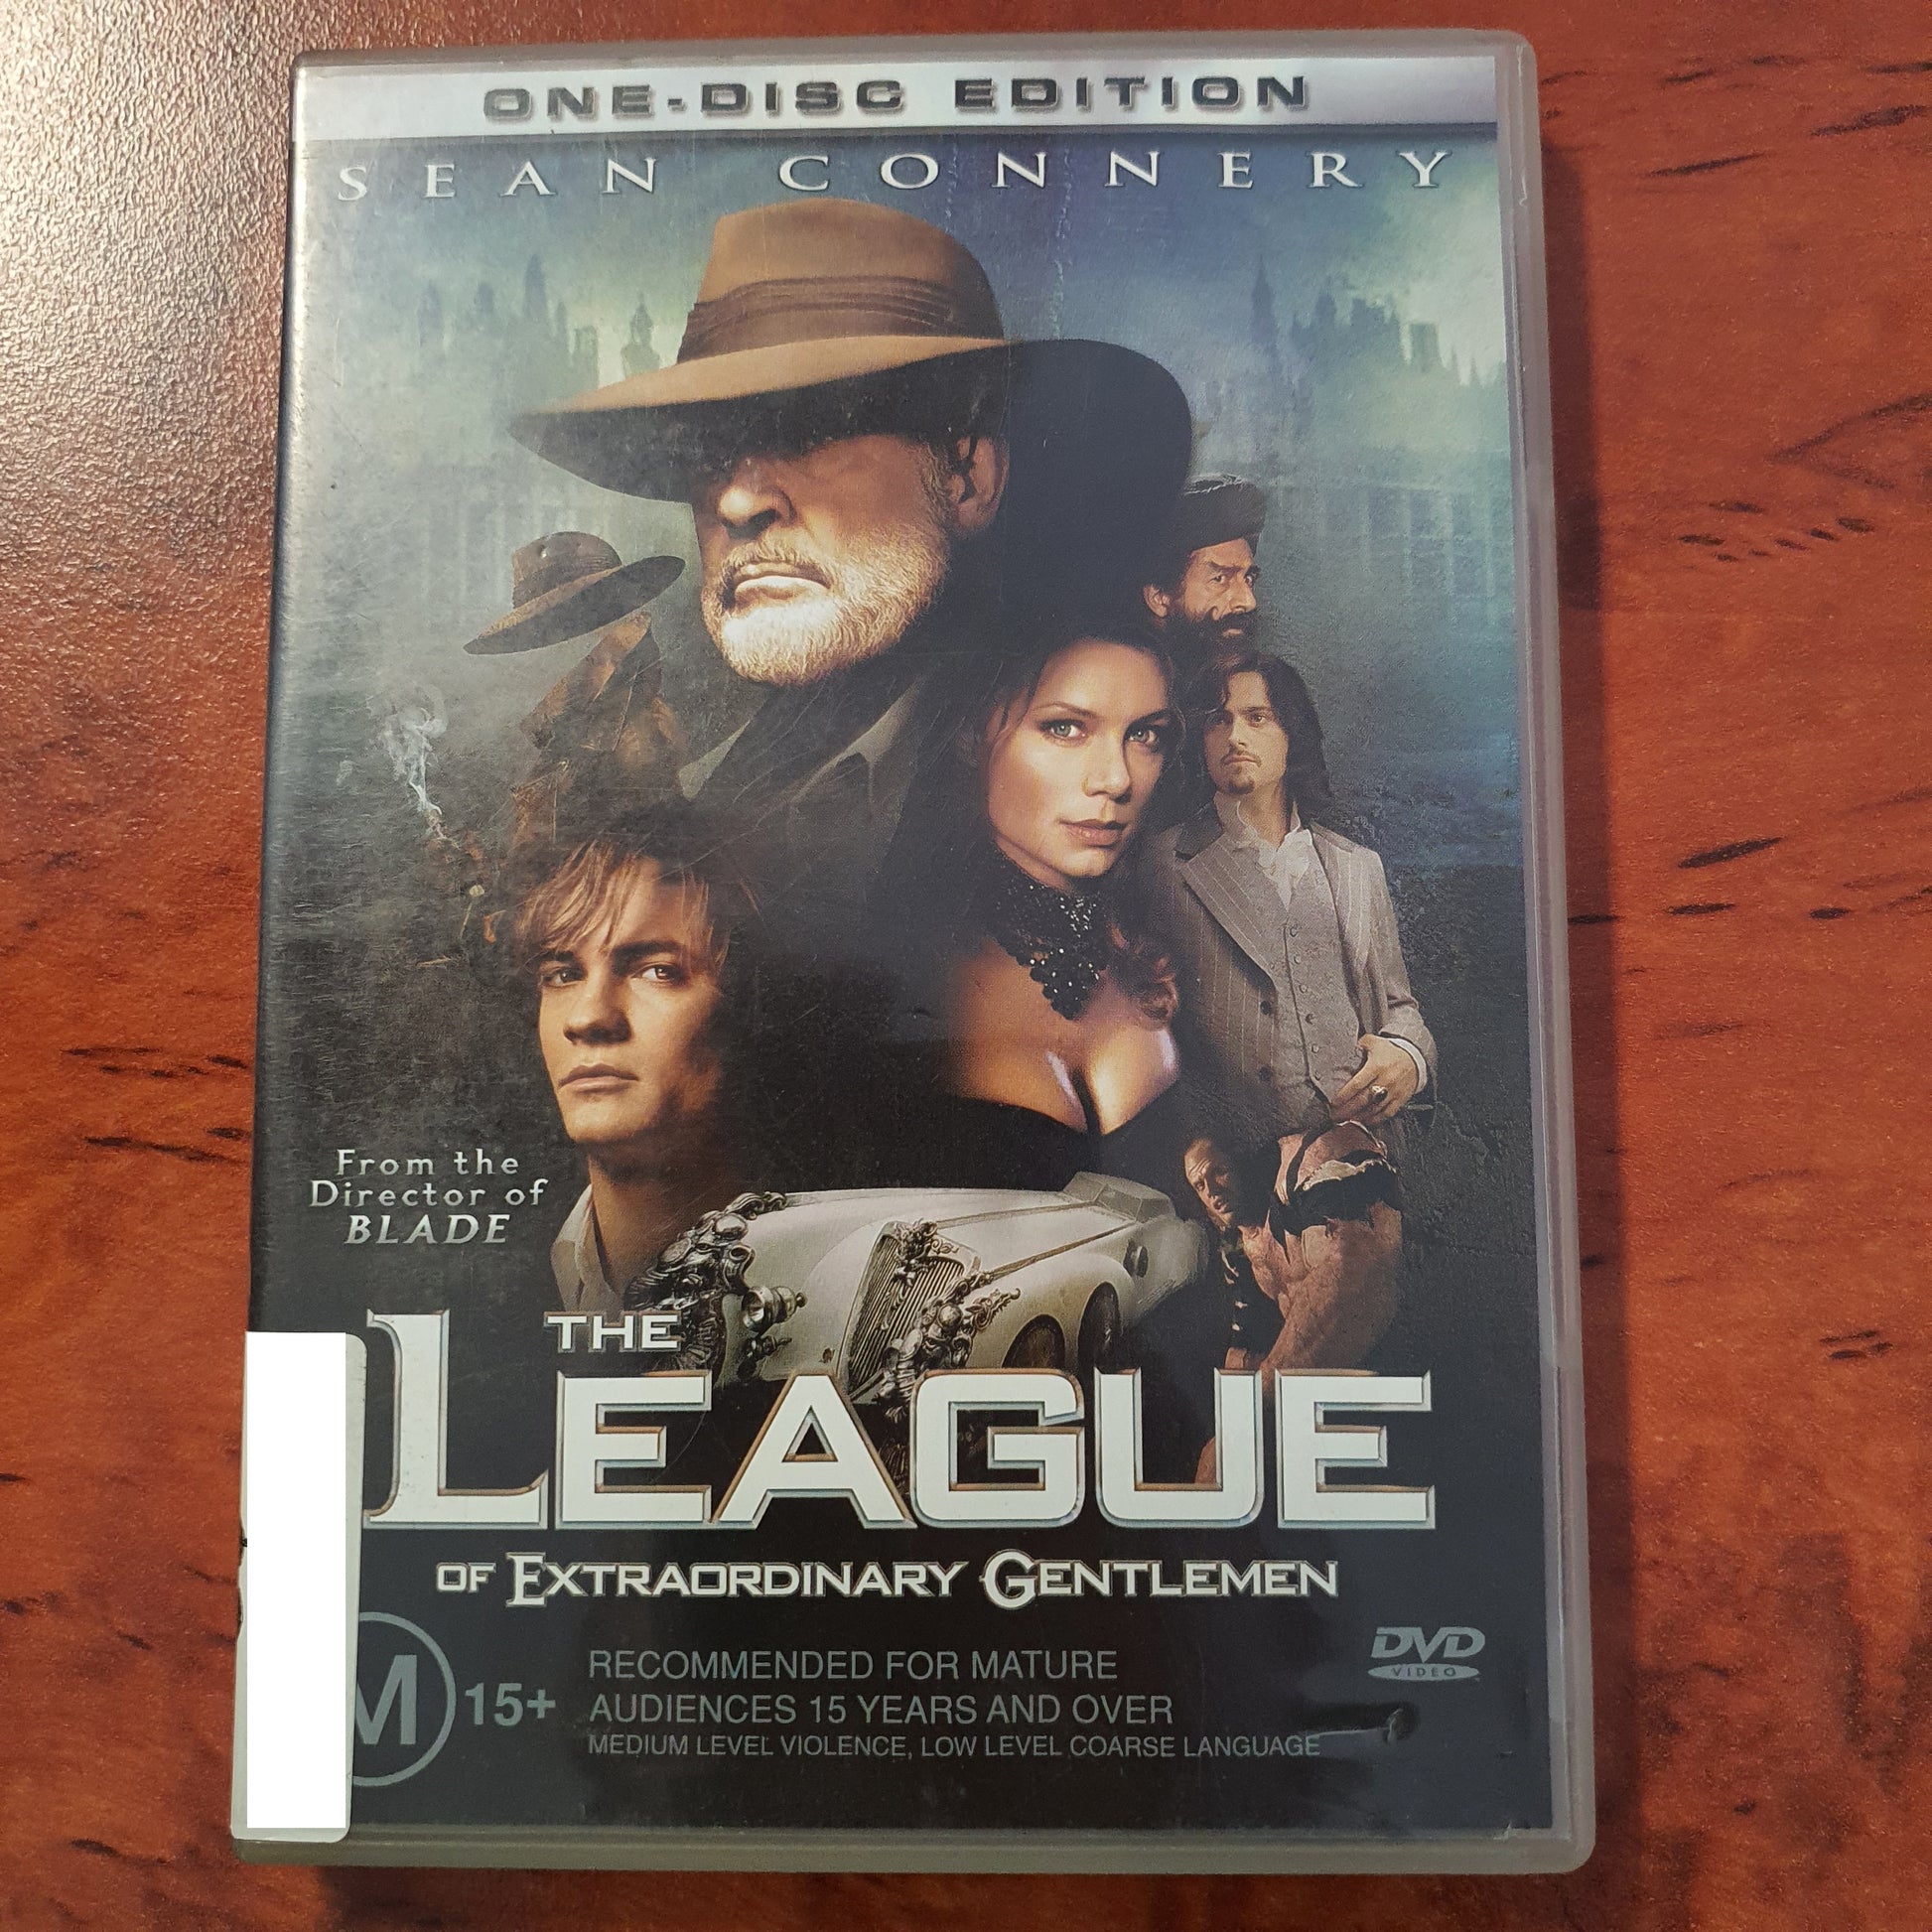 ONE-DISC EDITION
SEAN CONNERY
From the
Director of
BLADE
THE
LEAGUE
OF EXTRAORDINARY GENTLEMEN
M 15+
RECOMMENDED FOR MATURE
AUDIENCES 15 YEARS AND OVER
MEDIUM LEVEL VIOLENCE, LOW LEVEL COARSE LANGUAGE
DVD
VIDEO